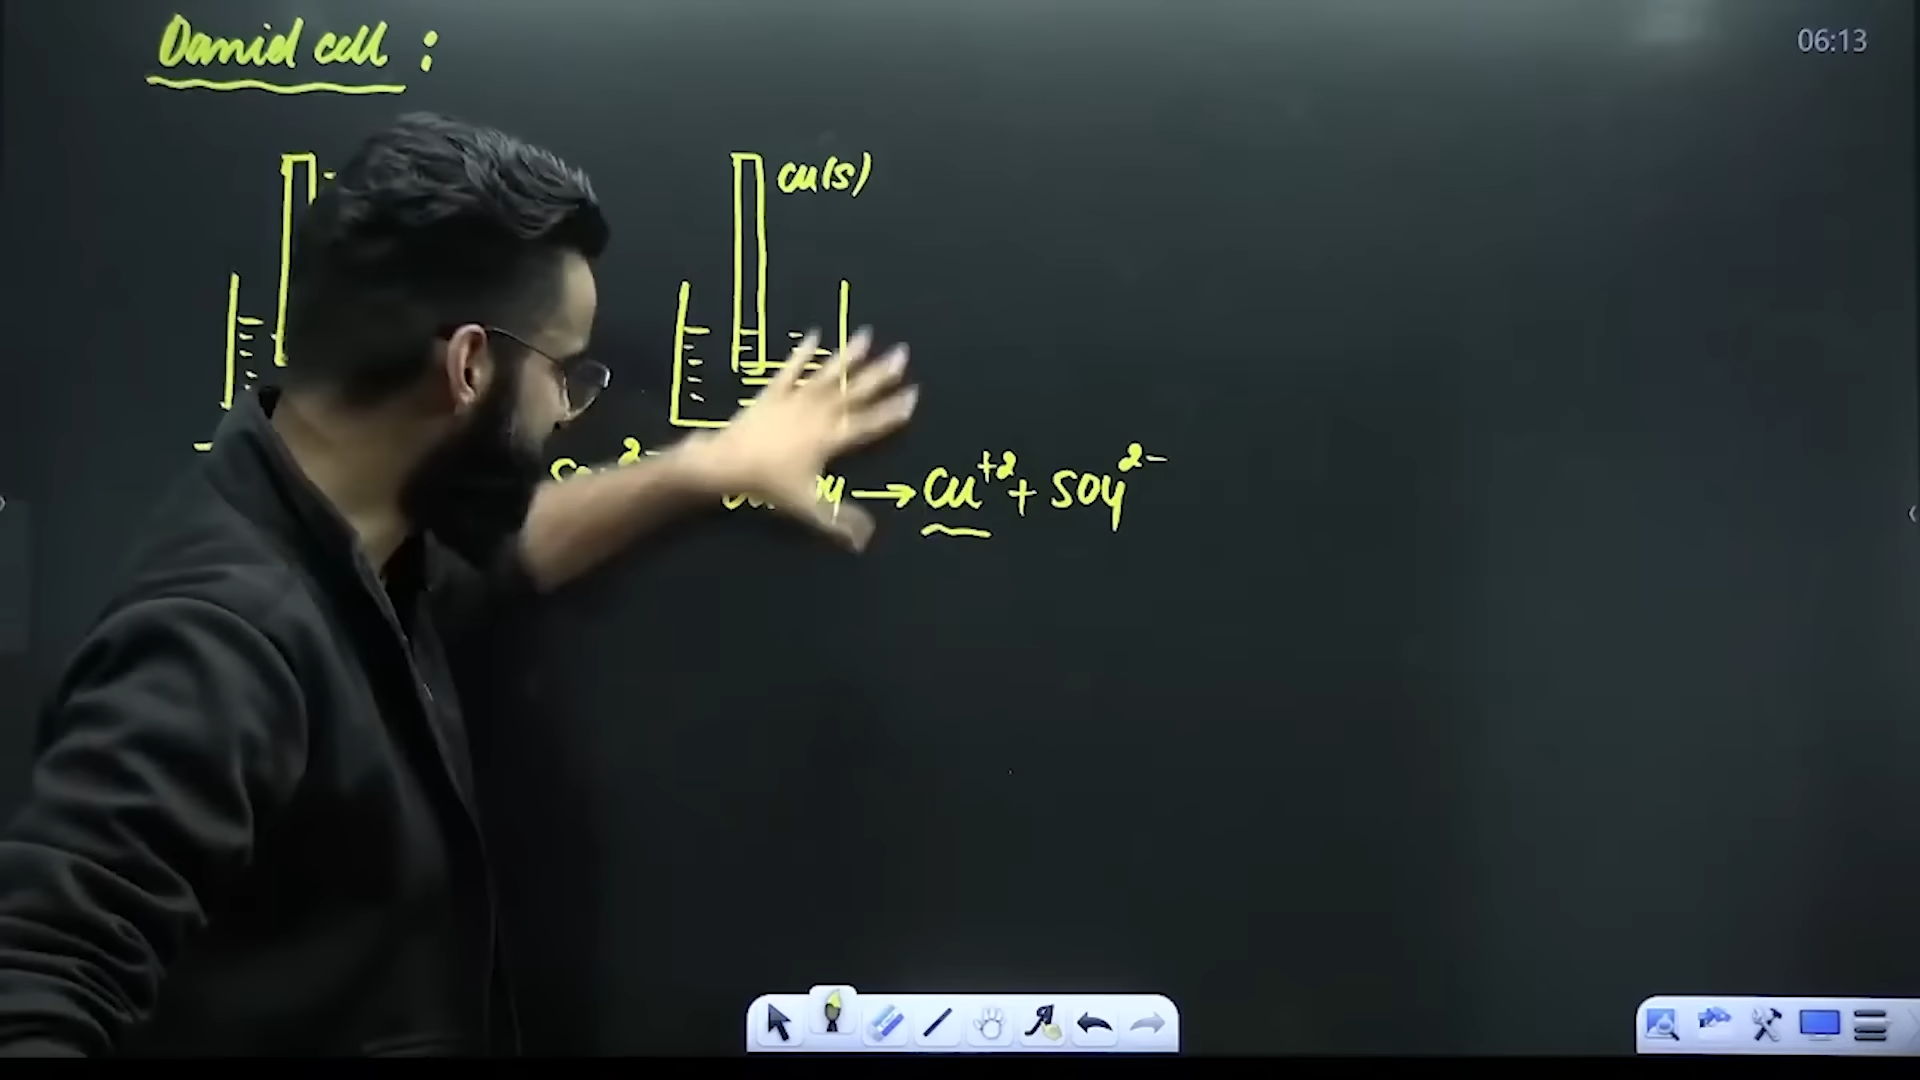 Daniel cell :
06:13
Cu(s)
→ Cu+2 + SO4 2-